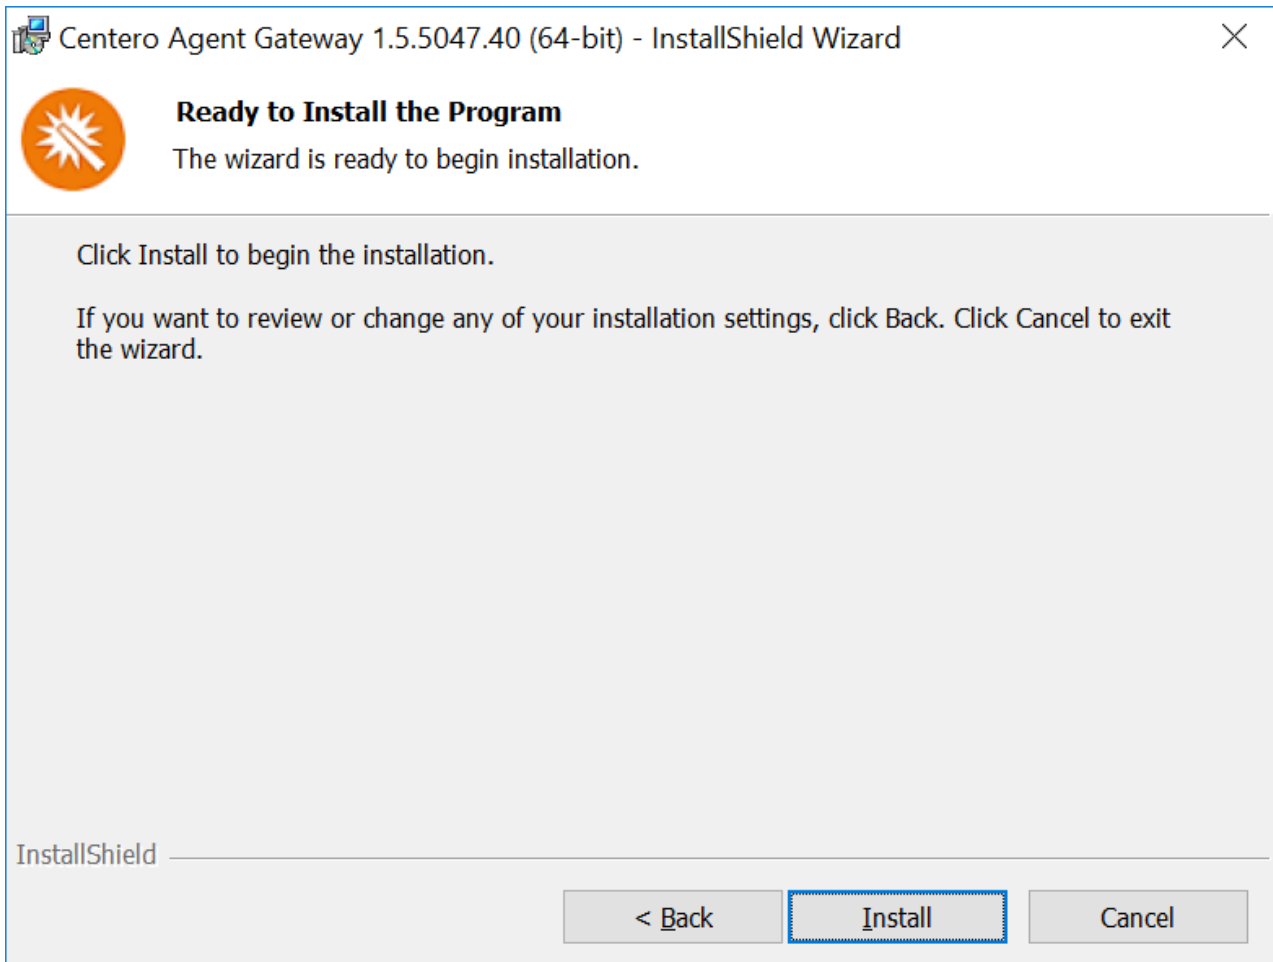 Centero Agent Gateway 1.5.5047.40 (64-bit) - InstallShield Wizard
Ready to Install the Program
The wizard is ready to begin installation.
Click Install to begin the installation.
If you want to review or change any of your installation settings, click Back. Click Cancel to exit
the wizard.
InstallShield
< Back
Install
Cancel